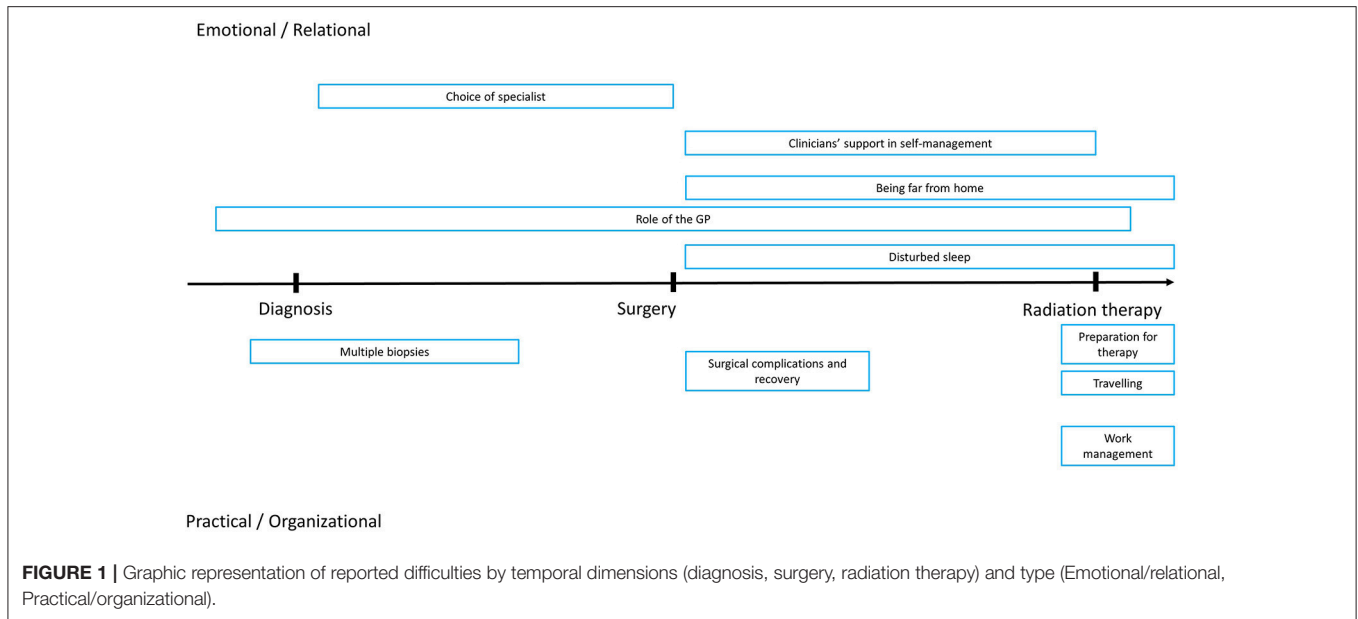 Emotional / Relational
Choice of specialist
Clinicians' support in self-management
Being far from home
Role of the GP
Disturbed sleep
Diagnosis
Surgery
Radiation therapy
Multiple biopsies
Surgical complications and
recovery
Preparation for
therapy
Travelling
Work
management
Practical / Organizational
FIGURE 1 | Graphic representation of reported difficulties by temporal dimensions (diagnosis, surgery, radiation therapy) and type (Emotional/relational,
Practical/organizational).